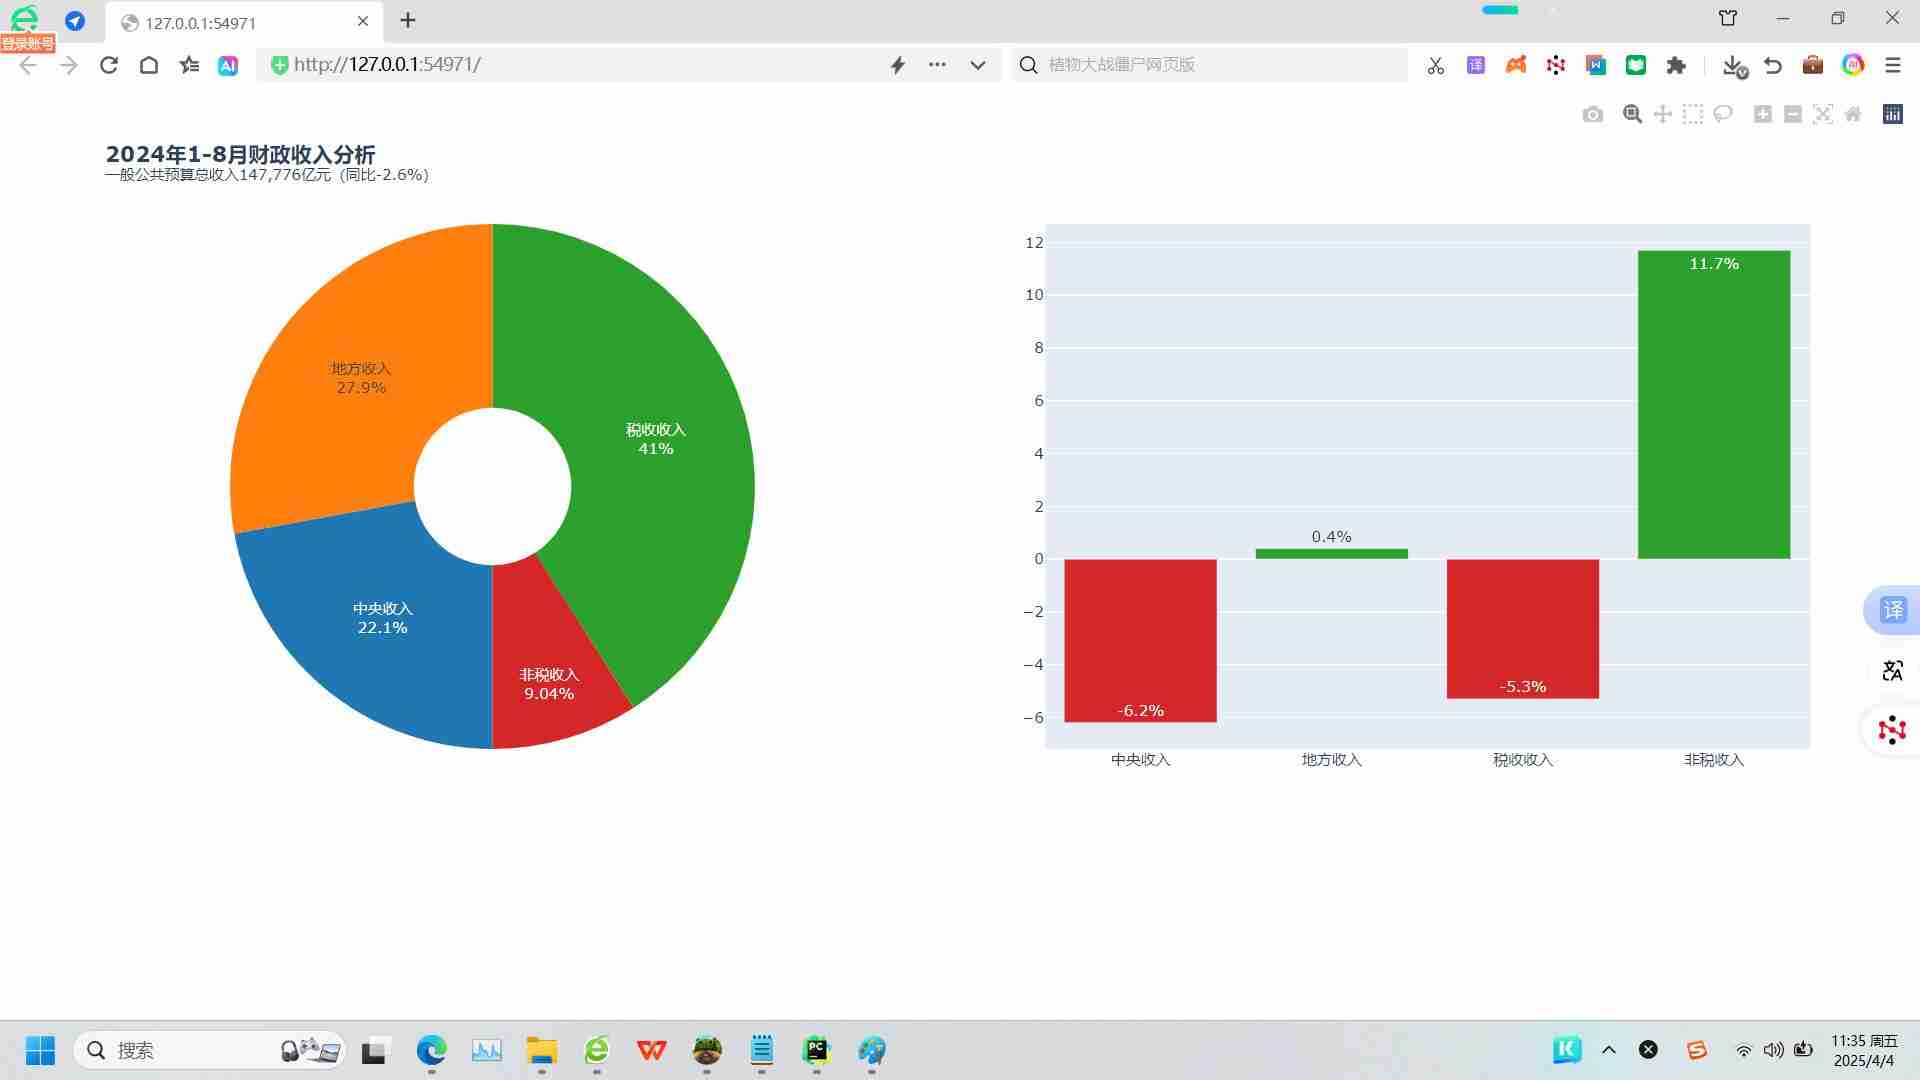 127.0.0.1:54971
登录账号
http://127.0.0.1:54971/
植物大战僵尸网页版
2024年1-8月财政收入分析
一般公共预算总收入147,776亿元（同比-2.6%）
地方收入
27.9%
税收收入
41%
中央收入
22.1%
非税收入
9.04%
12
10
8
6
4
2
0
−2
−4
−6
-6.2%
0.4%
-5.3%
11.7%
中央收入
地方收入
税收收入
非税收入
译
搜索
11:35 周五
2025/4/4